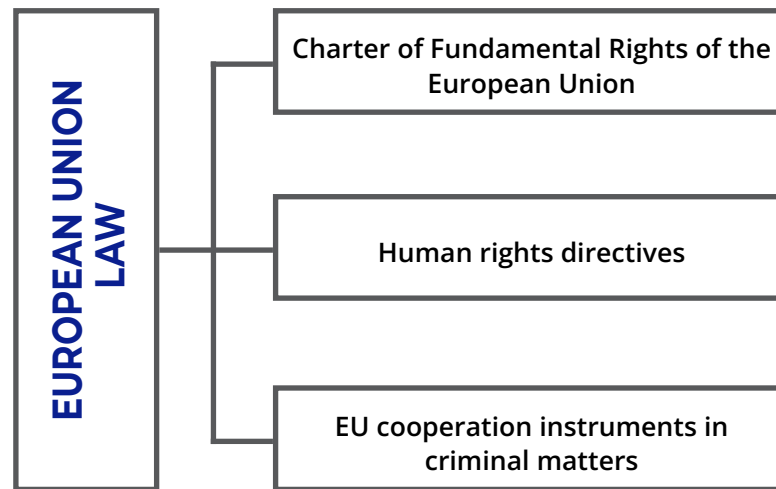 EUROPEAN UNION
LAW
Charter of Fundamental Rights of the
European Union
Human rights directives
EU cooperation instruments in
criminal matters